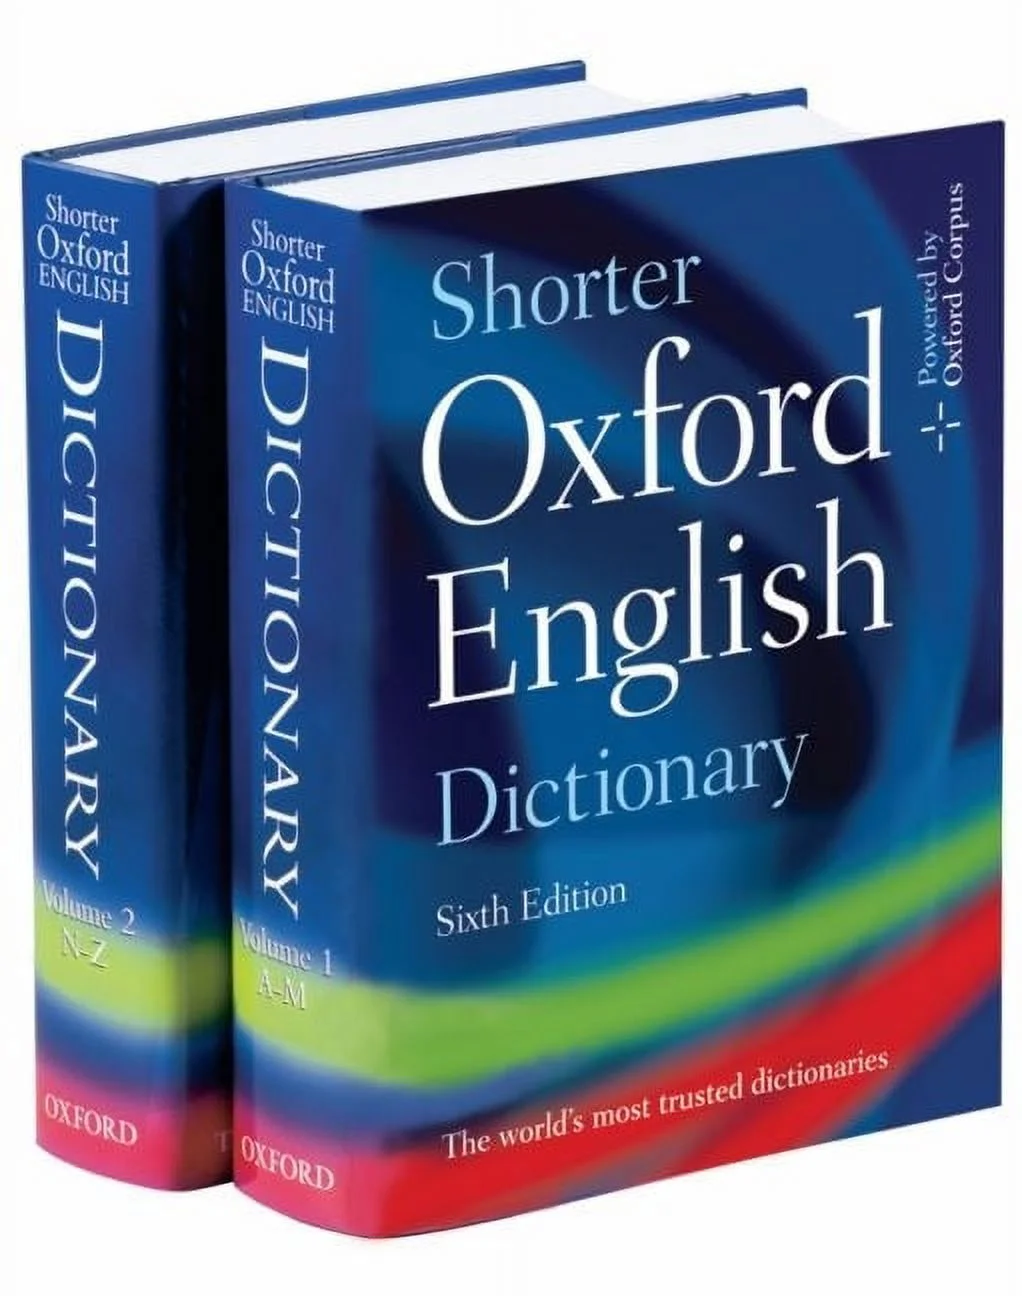 Shorter
Oxford
ENGLISH
DICTIONARY
Volume 2
N–Z
OXFORD
T
Shorter
Oxford
ENGLISH
DICTIONARY
Volume 1
A–M
OXFORD
Shorter
Oxford
English
Dictionary
Sixth Edition
The world's most trusted dictionaries
Powered by
Oxford Corpus